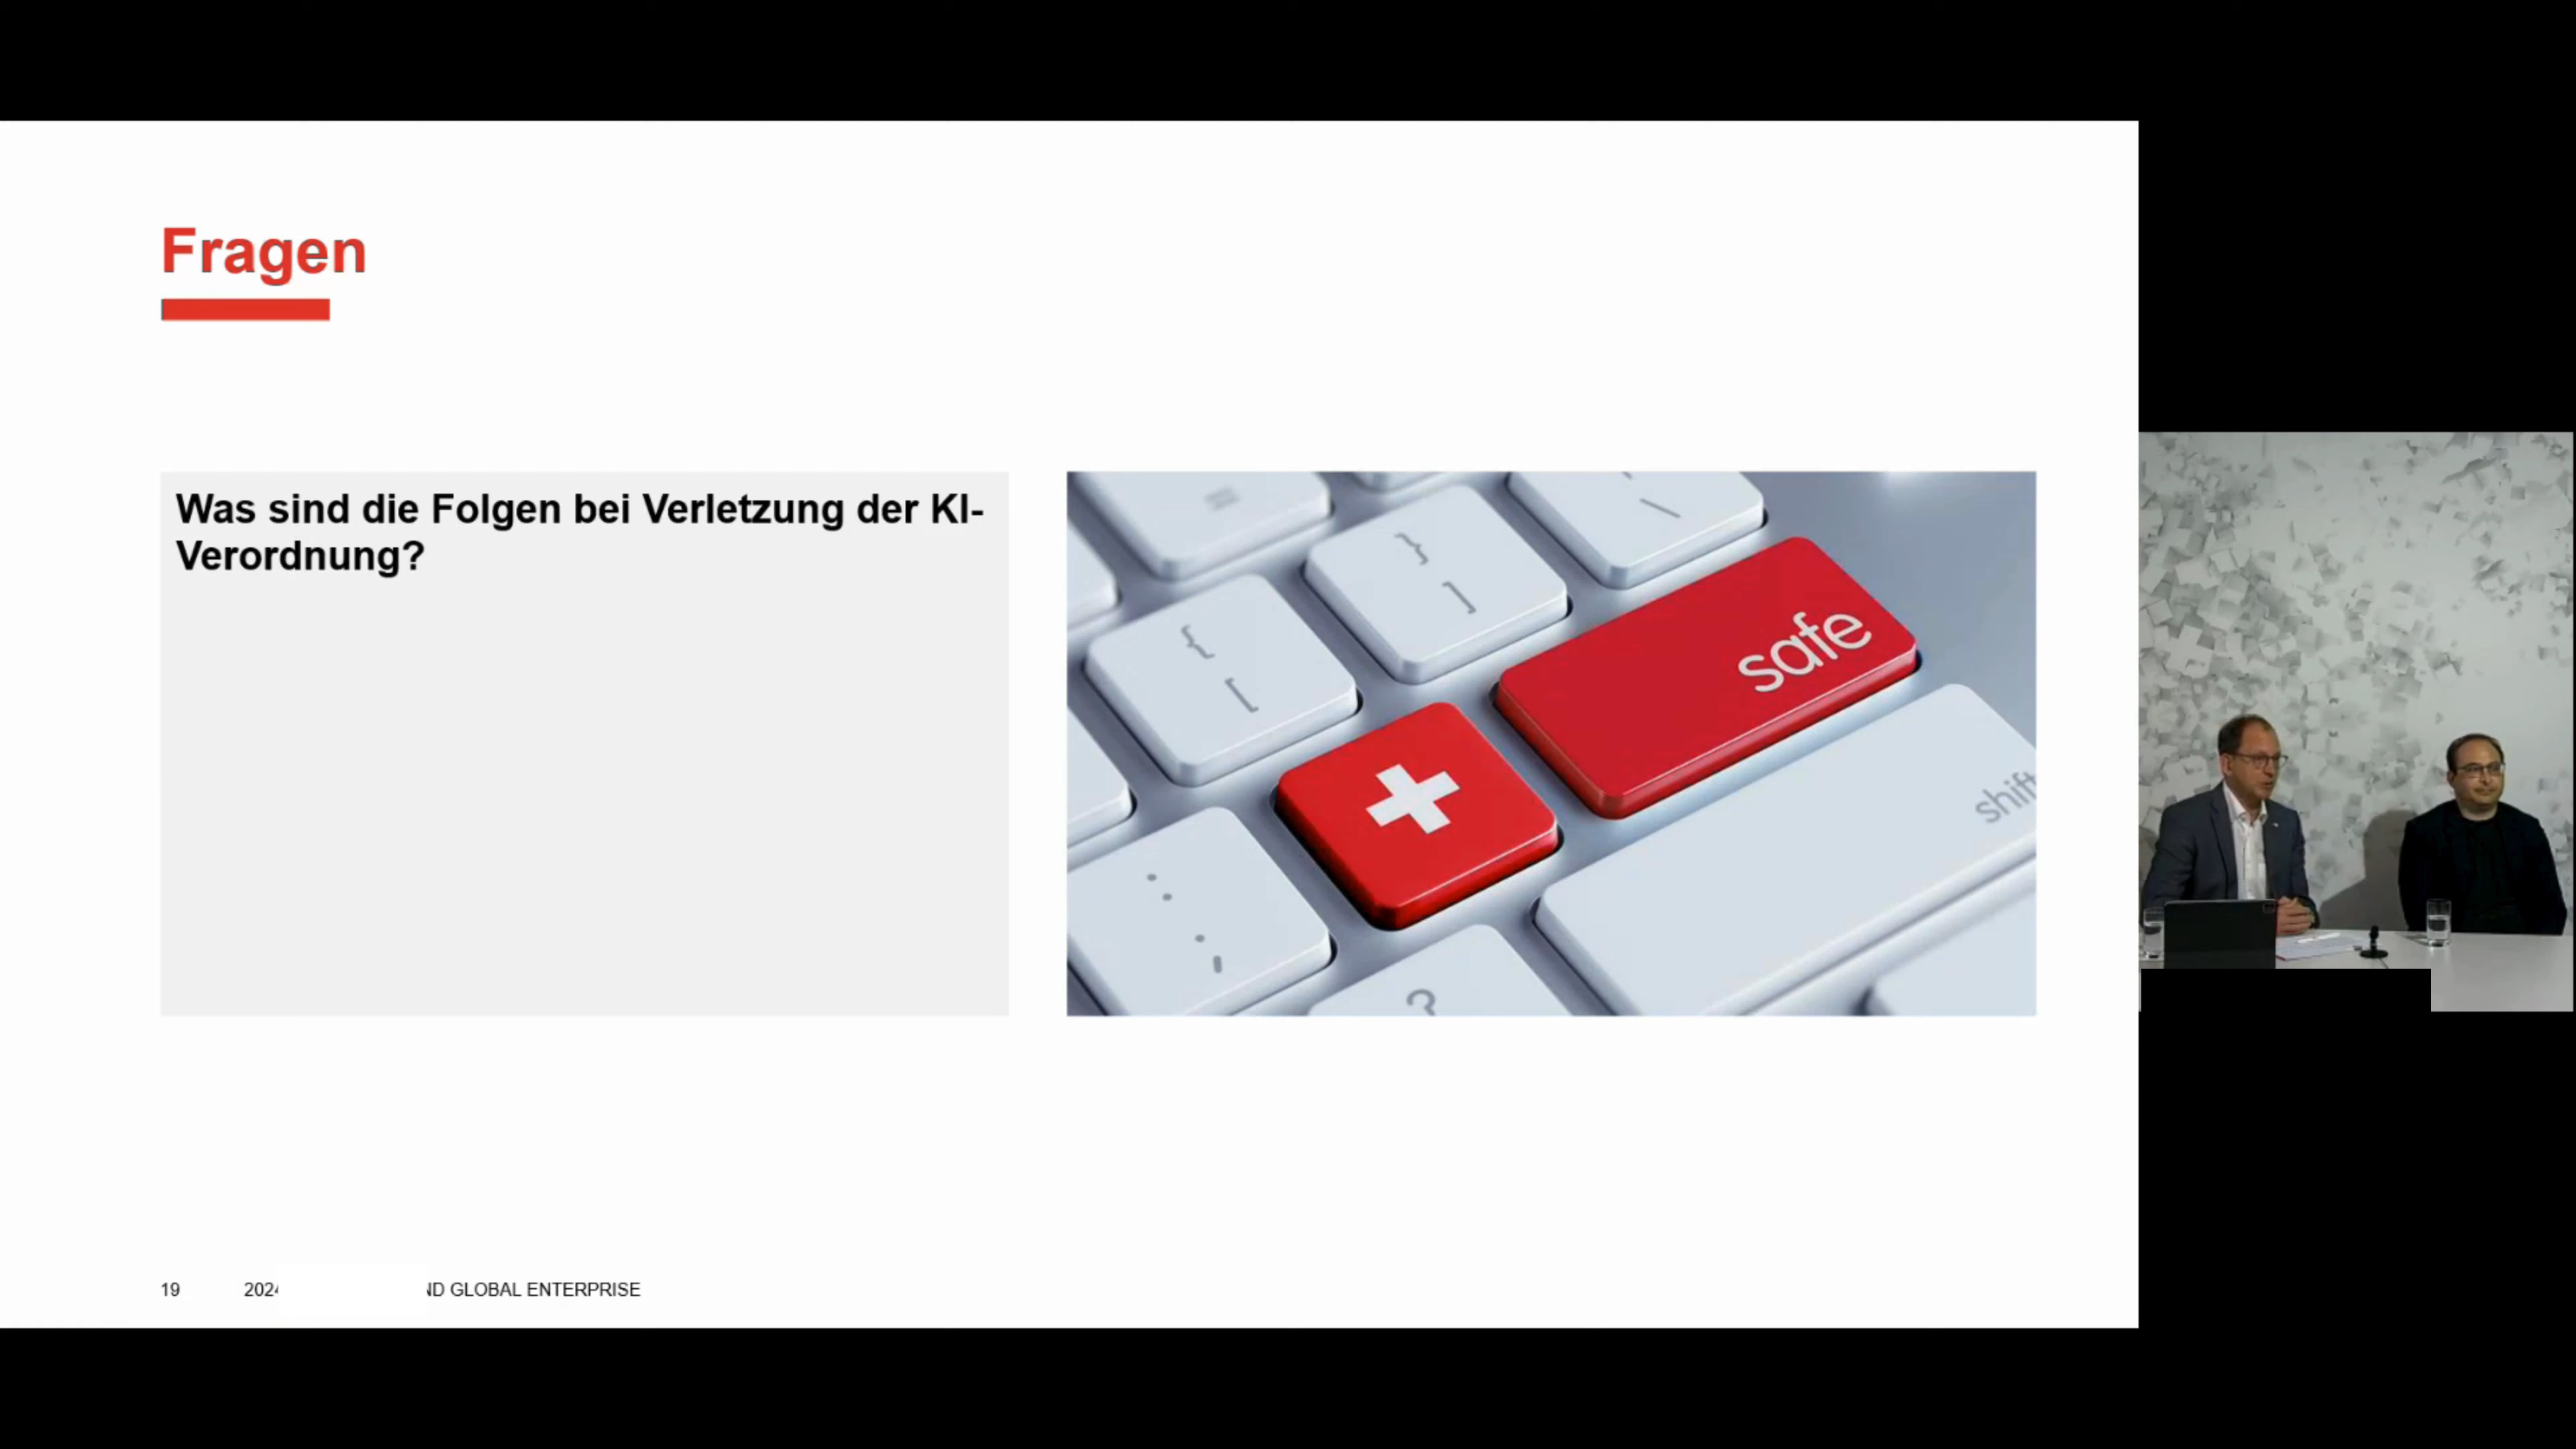 Fragen
Was sind die Folgen bei Verletzung der KI-
Verordnung?
=
}
]
\
{
[
safe
shift
:
;
?
19 2024 ND GLOBAL ENTERPRISE